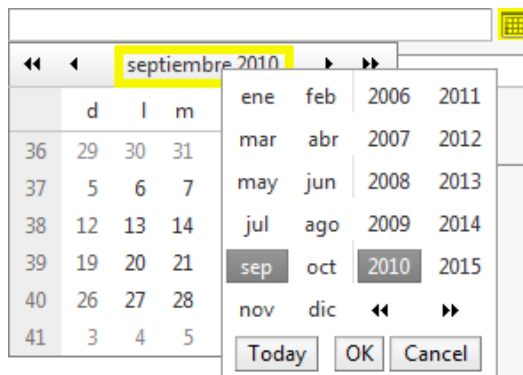 septiembre 2010
d l m
36 29 30 31
37 5 6 7
38 12 13 14
39 19 20 21
40 26 27 28
41 3 4 5
ene feb 2006 2011
mar abr 2007 2012
may jun 2008 2013
jul ago 2009 2014
sep oct 2010 2015
nov dic
Today OK Cancel